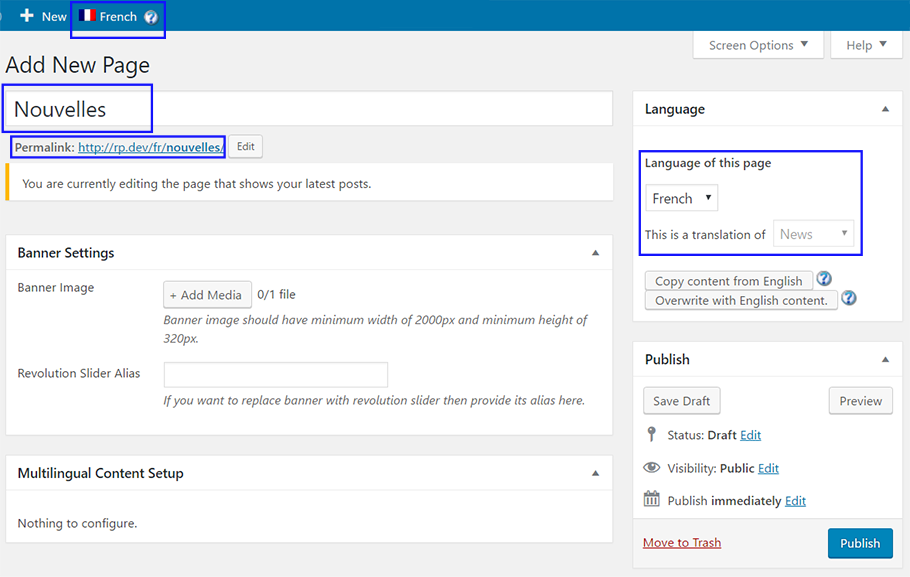 New French
Screen Options Help
Add New Page
Nouvelles
Permalink: http://rp.dev/fr/nouvelles/ Edit
You are currently editing the page that shows your latest posts.
Banner Settings
Banner Image
+ Add Media 0/1 file
Banner image should have minimum width of 2000px and minimum height of
320px.
Revolution Slider Alias
If you want to replace banner with revolution slider then provide its alias here.
Multilingual Content Setup
Nothing to configure.
Language
Language of this page
French
This is a translation of News
Copy content from English
Overwrite with English content.
Publish
Save Draft Preview
Status: Draft Edit
Visibility: Public Edit
Publish immediately Edit
Move to Trash Publish